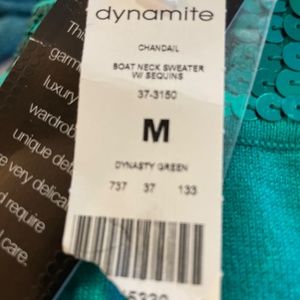 dynamite
CHANDAIL
BOAT NECK SWEATER
W/ SEQUINS
37-3150
M
DYNASTY GREEN
737 37 133
This
garm
luxury
wardrob
unique det
re very delica
d require
l care.